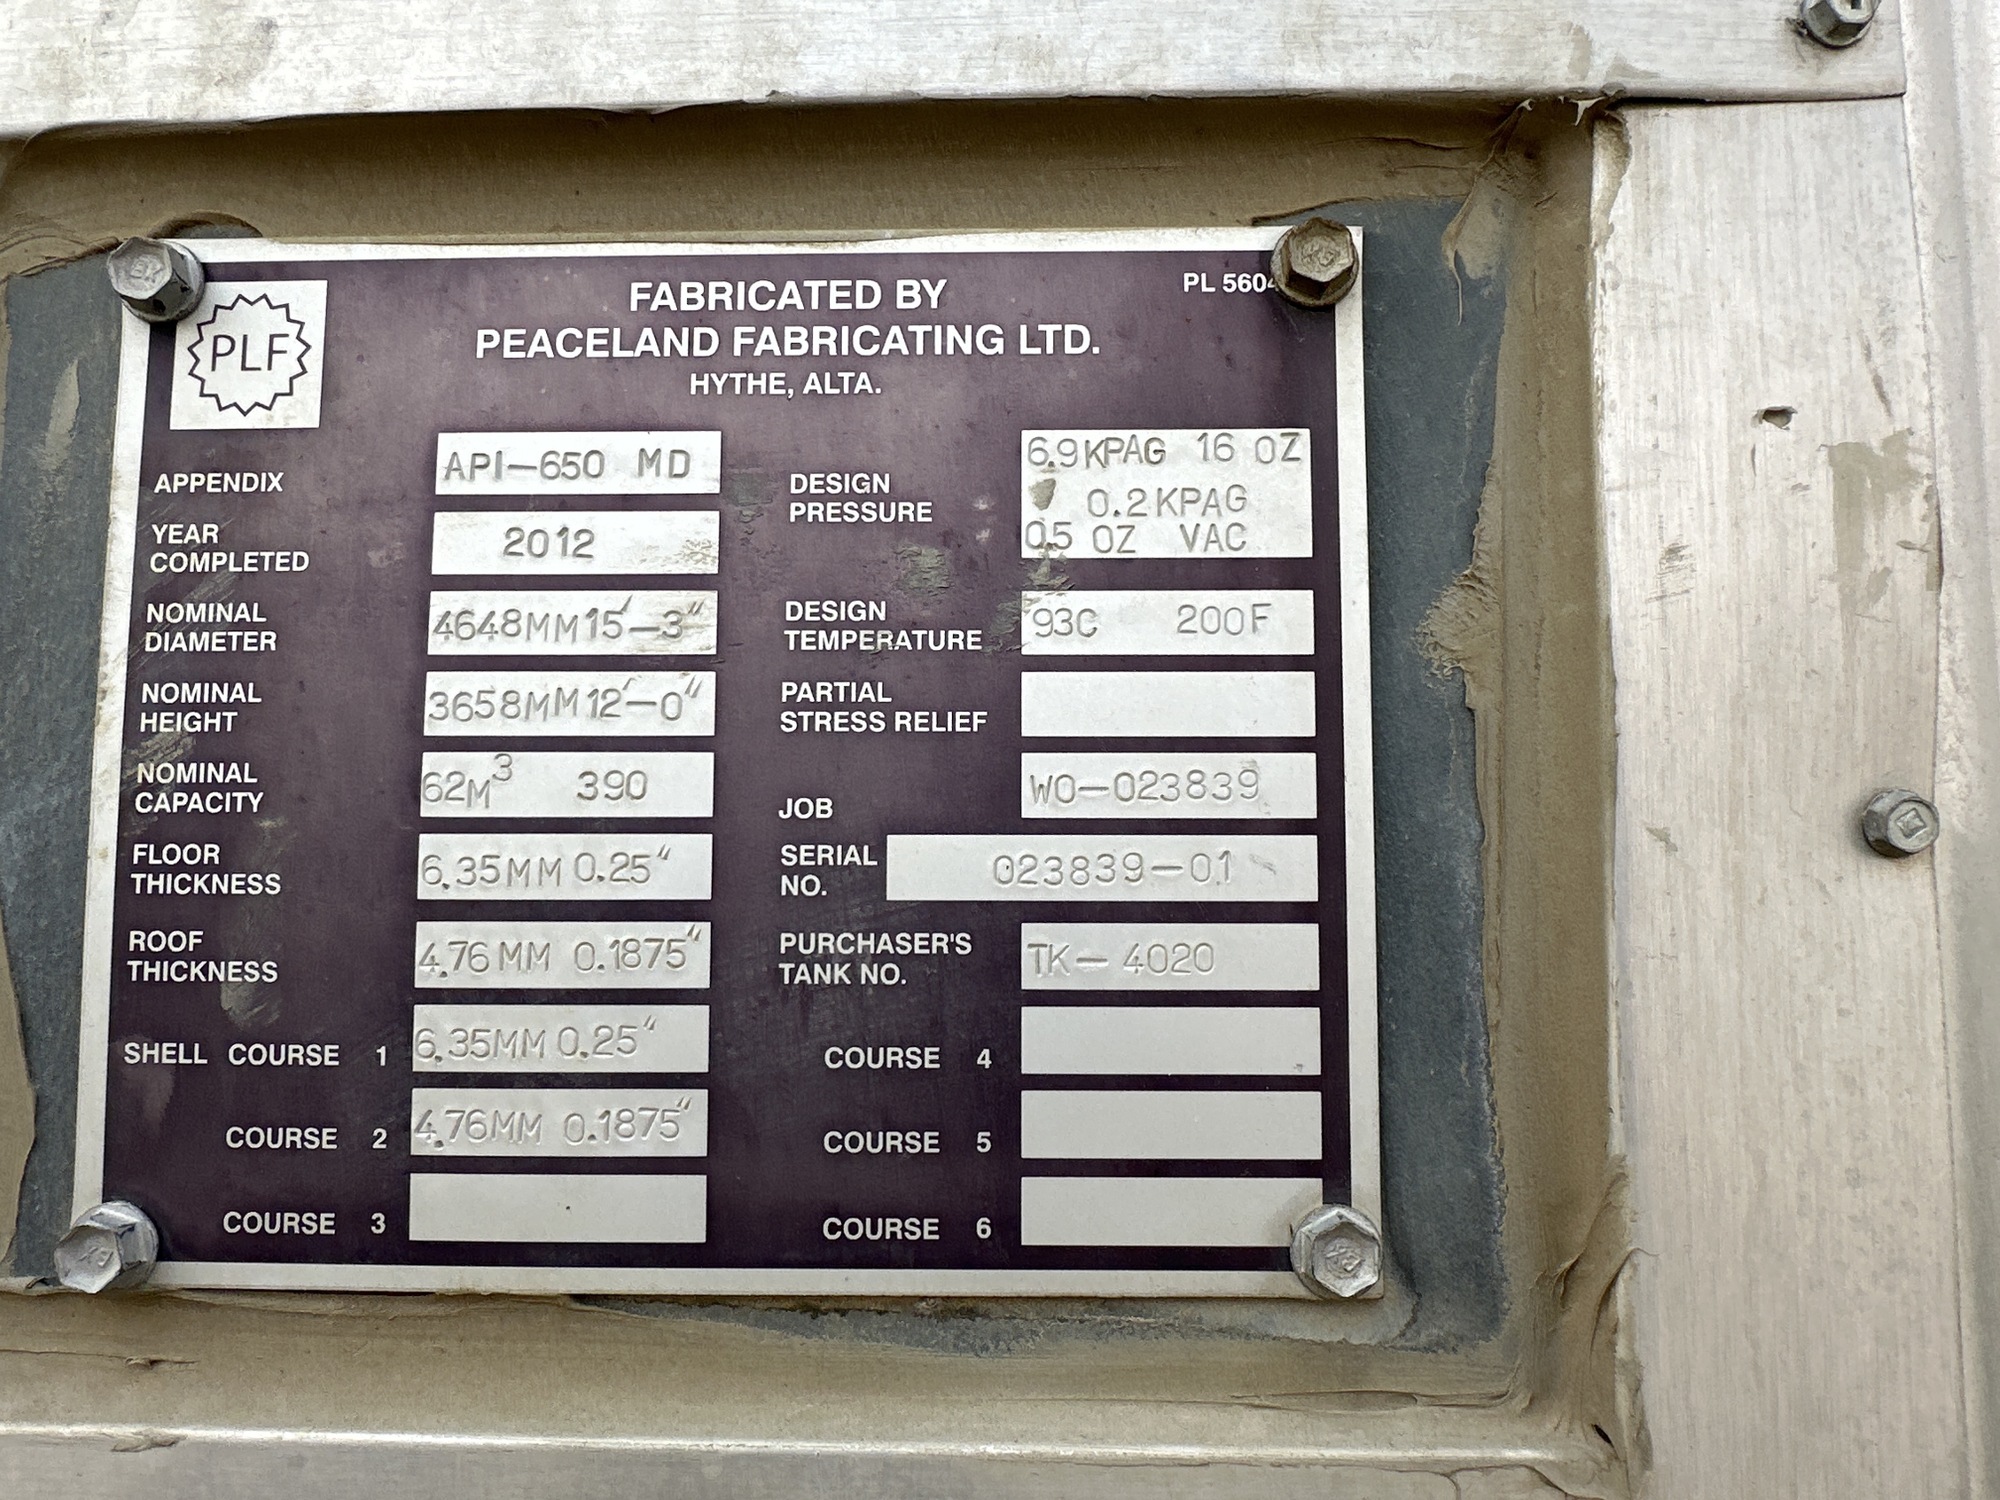 PLF
FABRICATED BY
PEACELAND FABRICATING LTD.
HYTHE, ALTA.
PL 5604
APPENDIX API-650 MD
YEAR COMPLETED 2012
NOMINAL DIAMETER 4648MM 15'-3"
NOMINAL HEIGHT 3658MM 12'-0"
NOMINAL CAPACITY 62M³ 390
FLOOR THICKNESS 6.35MM 0.25"
ROOF THICKNESS 4.76MM 0.1875"
SHELL COURSE 1 6.35MM 0.25"
COURSE 2 4.76MM 0.1875"
COURSE 3
DESIGN PRESSURE 6.9KPAG 16 OZ
0.2KPAG
0.5 OZ VAC
DESIGN TEMPERATURE 93C 200F
PARTIAL STRESS RELIEF
JOB WO-023839
SERIAL NO. 023839-01
PURCHASER'S TANK NO. TK-4020
COURSE 4
COURSE 5
COURSE 6